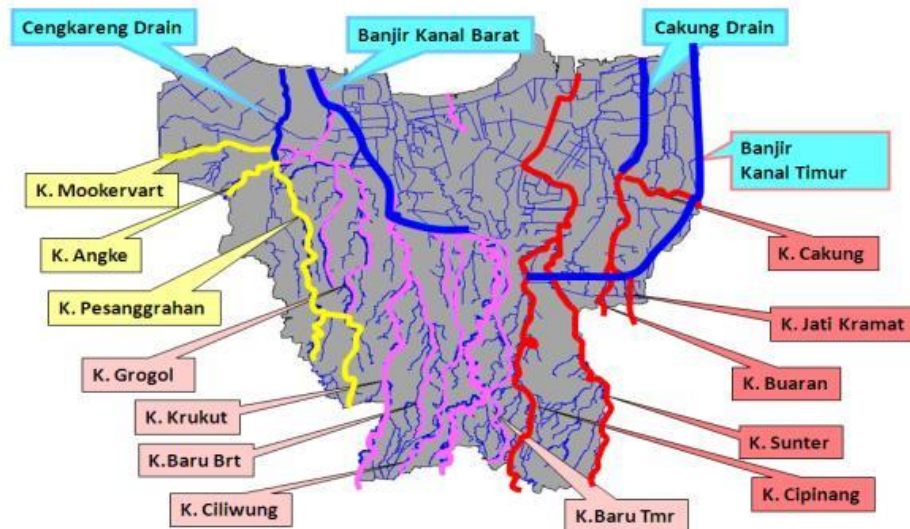 Cengkareng Drain
Banjir Kanal Barat
Cakung Drain
Banjir
Kanal Timur
K. Mookervart
K. Angke
K. Pesanggrahan
K. Grogol
K. Krukut
K.Baru Brt
K. Ciliwung
K.Baru Tmr
K. Cakung
K. Jati Kramat
K. Buaran
K. Sunter
K. Cipinang